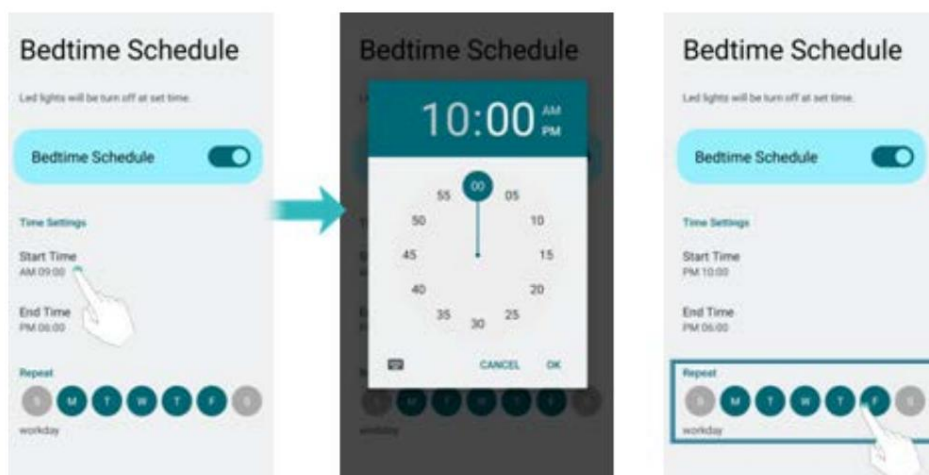 Bedtime Schedule
Led lights will be turn off at set time.
Bedtime Schedule
Time Settings
Start Time
AM 09:00
End Time
PM 06:00
Repeat
S M T W T F S
workday
Bedtime Schedule
10:00 AM PM
00
05
10
15
20
25
30
35
40
45
50
55
CANCEL OK
workday
Bedtime Schedule
Led lights will be turn off at set time.
Bedtime Schedule
Time Settings
Start Time
PM 10:00
End Time
PM 06:00
Repeat
S M T W T F S
workday